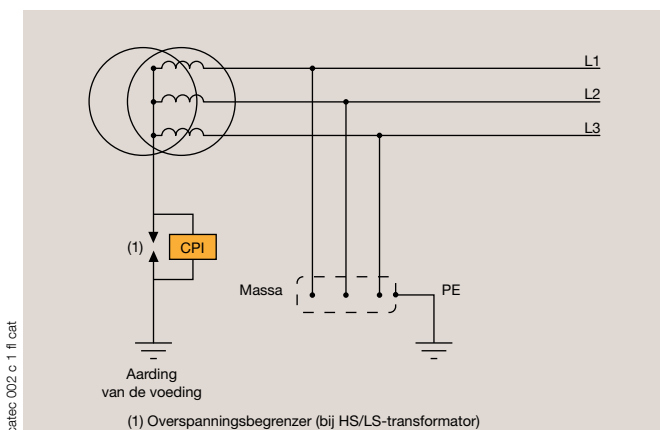 L1
L2
L3
(1)
CPI
Massa
PE
Aarding
van de voeding
(1) Overspanningsbegrenzer (bij HS/LS-transformator)
catec 002 c 1 fl cat